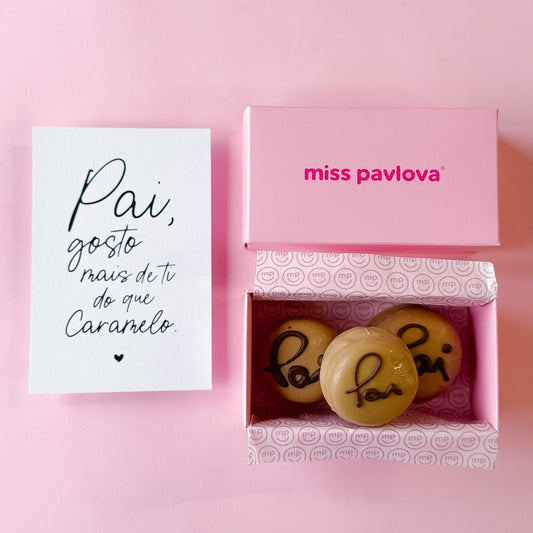 Pai,
gosto
mais de ti
do que
Caramelo.
miss pavlova®
Pai
Pai
Pai